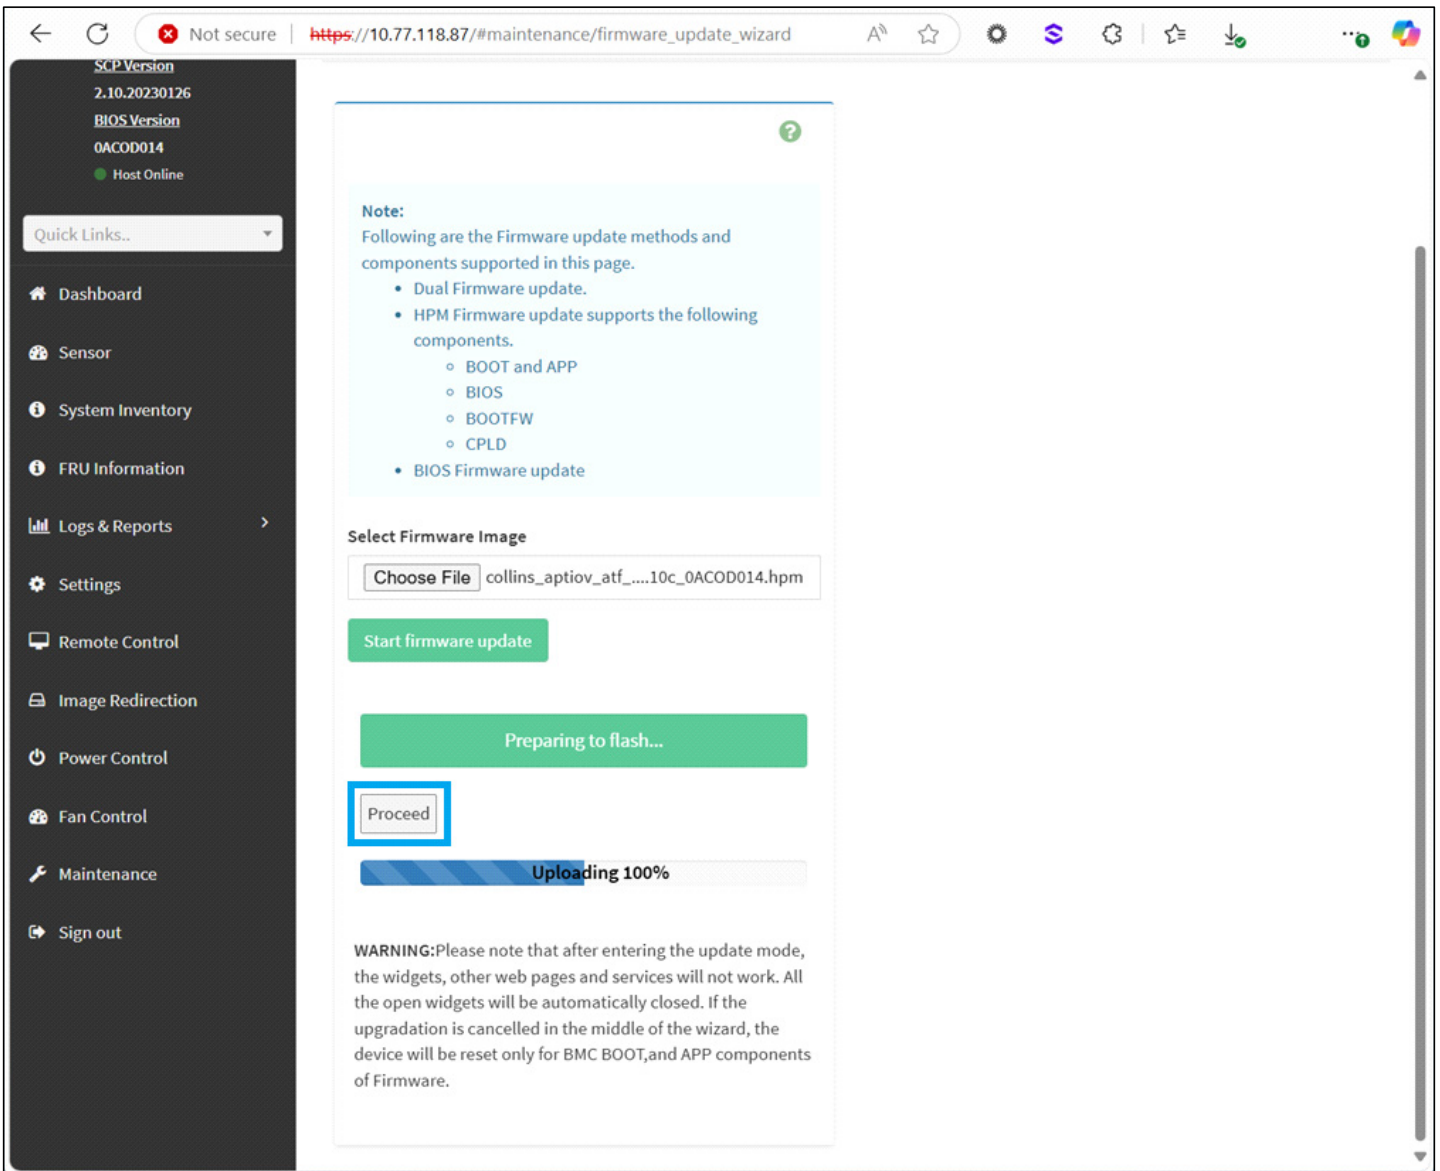 Not secure https://10.77.118.87/#maintenance/firmware_update_wizard
SCP Version
2.10.20230126
BIOS Version
0ACOD014
Host Online
Quick Links..
Dashboard
Sensor
System Inventory
FRU Information
Logs & Reports
Settings
Remote Control
Image Redirection
Power Control
Fan Control
Maintenance
Sign out
Note:
Following are the Firmware update methods and
components supported in this page.
• Dual Firmware update.
• HPM Firmware update supports the following
components.
◦ BOOT and APP
◦ BIOS
◦ BOOTFW
◦ CPLD
• BIOS Firmware update
Select Firmware Image
Choose File collins_aptiov_atf_....10c_0ACOD014.hpm
Start firmware update
Preparing to flash...
Proceed
Uploading 100%
WARNING:Please note that after entering the update mode,
the widgets, other web pages and services will not work. All
the open widgets will be automatically closed. If the
upgradation is cancelled in the middle of the wizard, the
device will be reset only for BMC BOOT,and APP components
of Firmware.